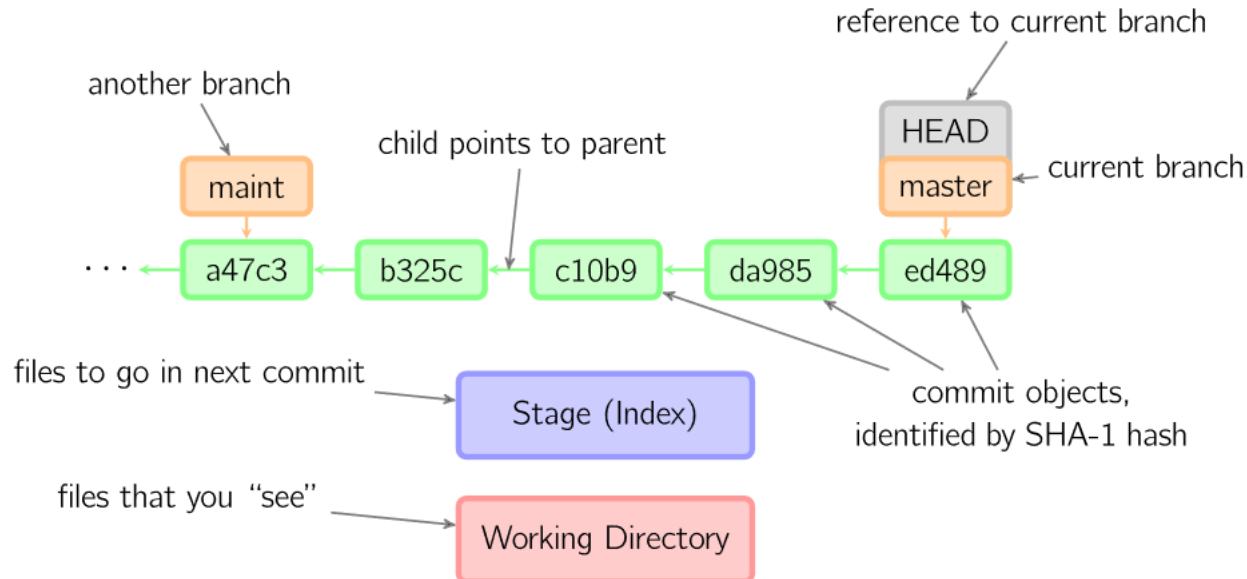 reference to current branch
another branch
HEAD
child points to parent
maint
master
current branch
· · ·
a47c3
b325c
c10b9
da985
ed489
files to go in next commit
Stage (Index)
commit objects,
identified by SHA-1 hash
files that you “see”
Working Directory